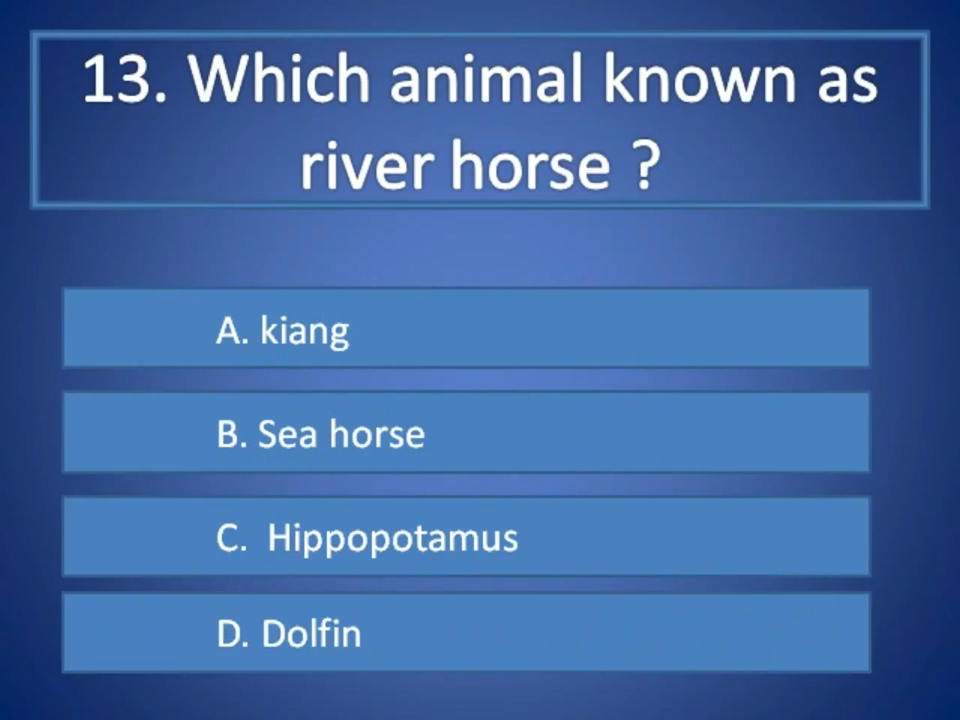 13. Which animal known as
river horse ?
A. kiang
B. Sea horse
C.  Hippopotamus
D. Dolfin